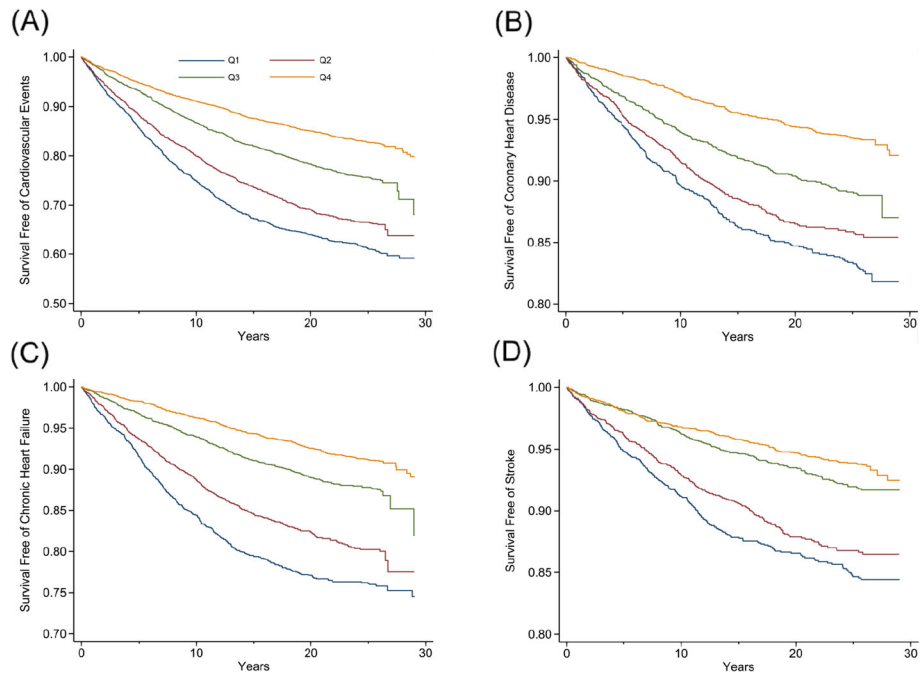 (A)
Q1 Q2
Q3 Q4
Survival Free of Cardiovascular Events
1.00
0.90
0.80
0.70
0.60
0.50
0 10 20 30
Years
(B)
Survival Free of Coronary Heart Disease
1.00
0.95
0.90
0.85
0.80
0 10 20 30
Years
(C)
Survival Free of Chronic Heart Failure
1.00
0.95
0.90
0.85
0.80
0.75
0.70
0 10 20 30
Years
(D)
Survival Free of Stroke
1.00
0.95
0.90
0.85
0.80
0 10 20 30
Years